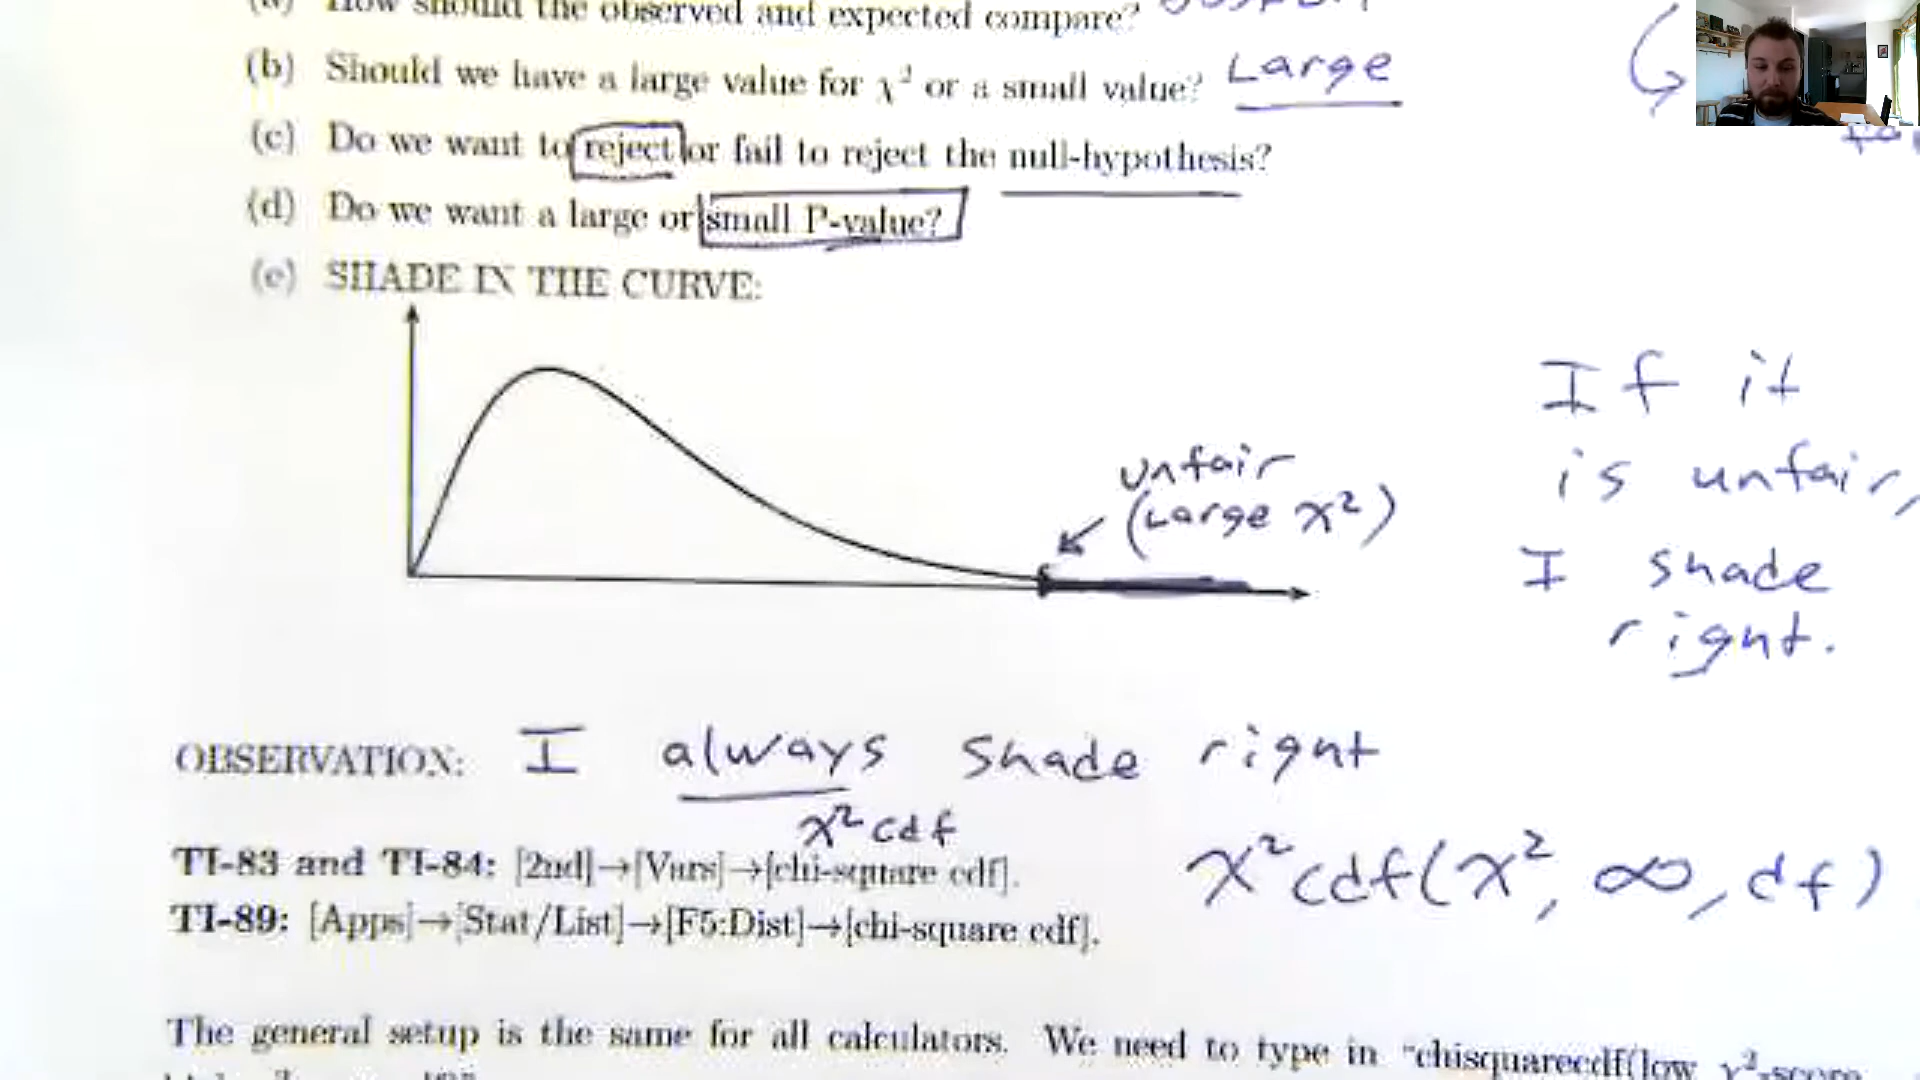 How should the observed and expected compare?
(b) Should we have a large value for χ² or a small value? Large
(c) Do we want to reject or fail to reject the null-hypothesis?
(d) Do we want a large or small P-value?
(e) SHADE IN THE CURVE:
unfair
(Large χ²)
If it
is unfair,
I shade
right.
OBSERVATION: I always shade right
χ²cdf
TI-83 and TI-84: [2nd]→[Vars]→[chi-square cdf].
χ²cdf(χ², ∞, df)
TI-89: [Apps]→[Stat/List]→[F5:Dist]→[chi-square cdf].
The general setup is the same for all calculators. We need to type in "chisquarecdf(low χ²-score